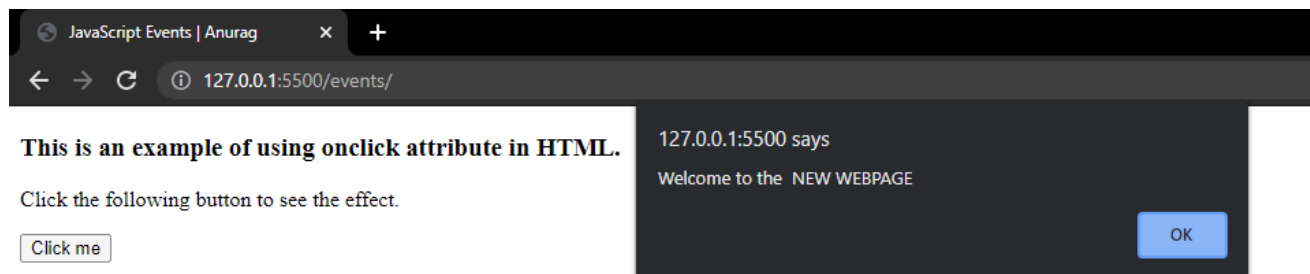 JavaScript Events | Anurag
127.0.0.1:5500/events/
This is an example of using onclick attribute in HTML.
Click the following button to see the effect.
Click me
127.0.0.1:5500 says
Welcome to the  NEW WEBPAGE
OK